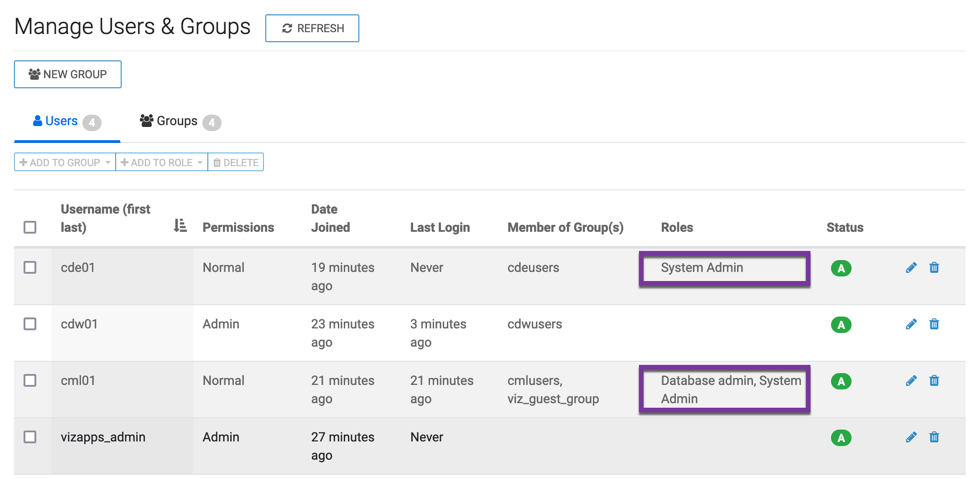 Manage Users & Groups REFRESH
NEW GROUP
Users 4 Groups 4
ADD TO GROUP ADD TO ROLE DELETE
Username (first last) Permissions Date Joined Last Login Member of Group(s) Roles Status
cde01 Normal 19 minutes ago Never cdeusers System Admin A
cdw01 Admin 23 minutes ago 3 minutes ago cdwusers A
cml01 Normal 21 minutes ago 21 minutes ago cmlusers, viz_guest_group Database admin, System Admin A
vizapps_admin Admin 27 minutes ago Never A